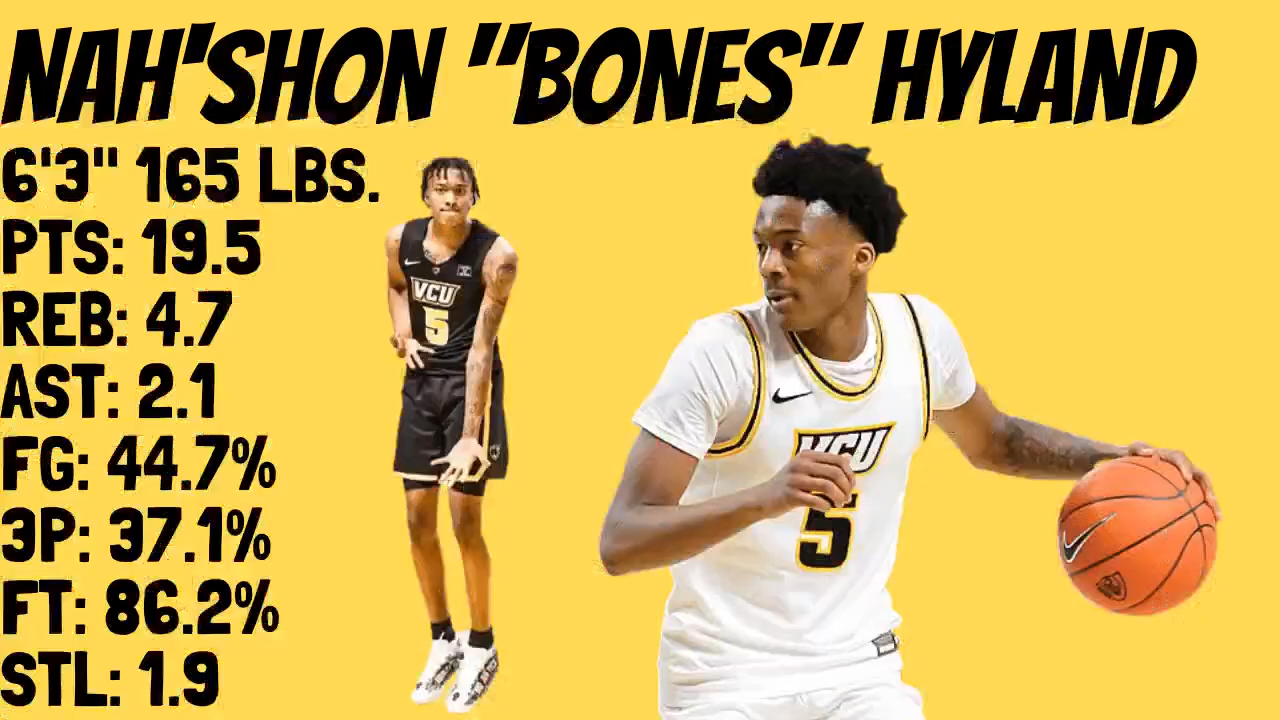 NAH'SHON "BONES" HYLAND
6'3" 165 LBS.
PTS: 19.5
REB: 4.7
AST: 2.1
FG: 44.7%
3P: 37.1%
FT: 86.2%
STL: 1.9
VCU
5
VCU
5